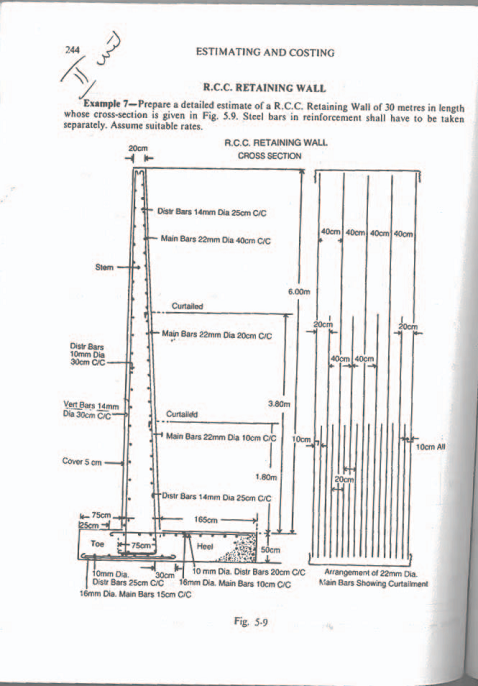 244
II unit
ESTIMATING AND COSTING
R.C.C. RETAINING WALL
Example 7—Prepare a detailed estimate of a R.C.C. Retaining Wall of 30 metres in length
whose cross-section is given in Fig. 5.9. Steel bars in reinforcement shall have to be taken
separately. Assume suitable rates.
R.C.C. RETAINING WALL
CROSS SECTION
20cm
Distr Bars 14mm Dia 25cm C/C
Main Bars 22mm Dia 40cm C/C
40cm 40cm 40cm 40cm
Stem
6.00m
Curtailed
Main Bars 22mm Dia 20cm C/C
20cm
20cm
Distr Bars
10mm Dia
30cm C/C
40cm 40cm
Vert Bars 14mm
Dia 30cm C/C
3.80m
Curtailed
Main Bars 22mm Dia 10cm C/C
10cm
10cm All
Cover 5 cm
1.80m
20cm
Distr Bars 14mm Dia 25cm C/C
75cm
165cm
25cm
Toe
75cm
Heel
50cm
10mm Dia.
Distr Bars 25cm C/C
30cm
10 mm Dia. Distr Bars 20cm C/C
16mm Dia. Main Bars 10cm C/C
16mm Dia. Main Bars 15cm C/C
Arrangement of 22mm Dia.
Main Bars Showing Curtailment
Fig. 5-9